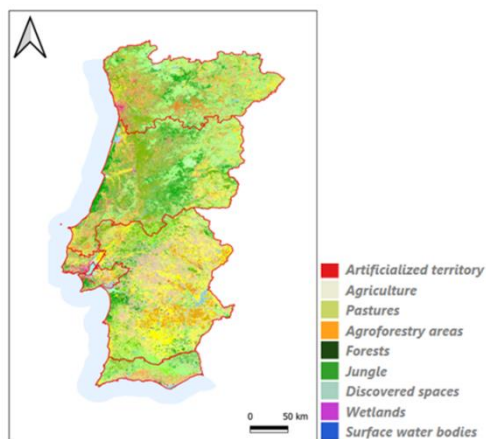 Artificialized territory
Agriculture
Pastures
Agroforestry areas
Forests
Jungle
Discovered spaces
Wetlands
Surface water bodies
0 50 km